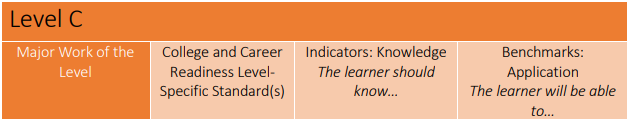 Level C
Major Work of the
Level
College and Career
Readiness Level-
Specific Standard(s)
Indicators: Knowledge
The learner should
know...
Benchmarks:
Application
The learner will be able
to...